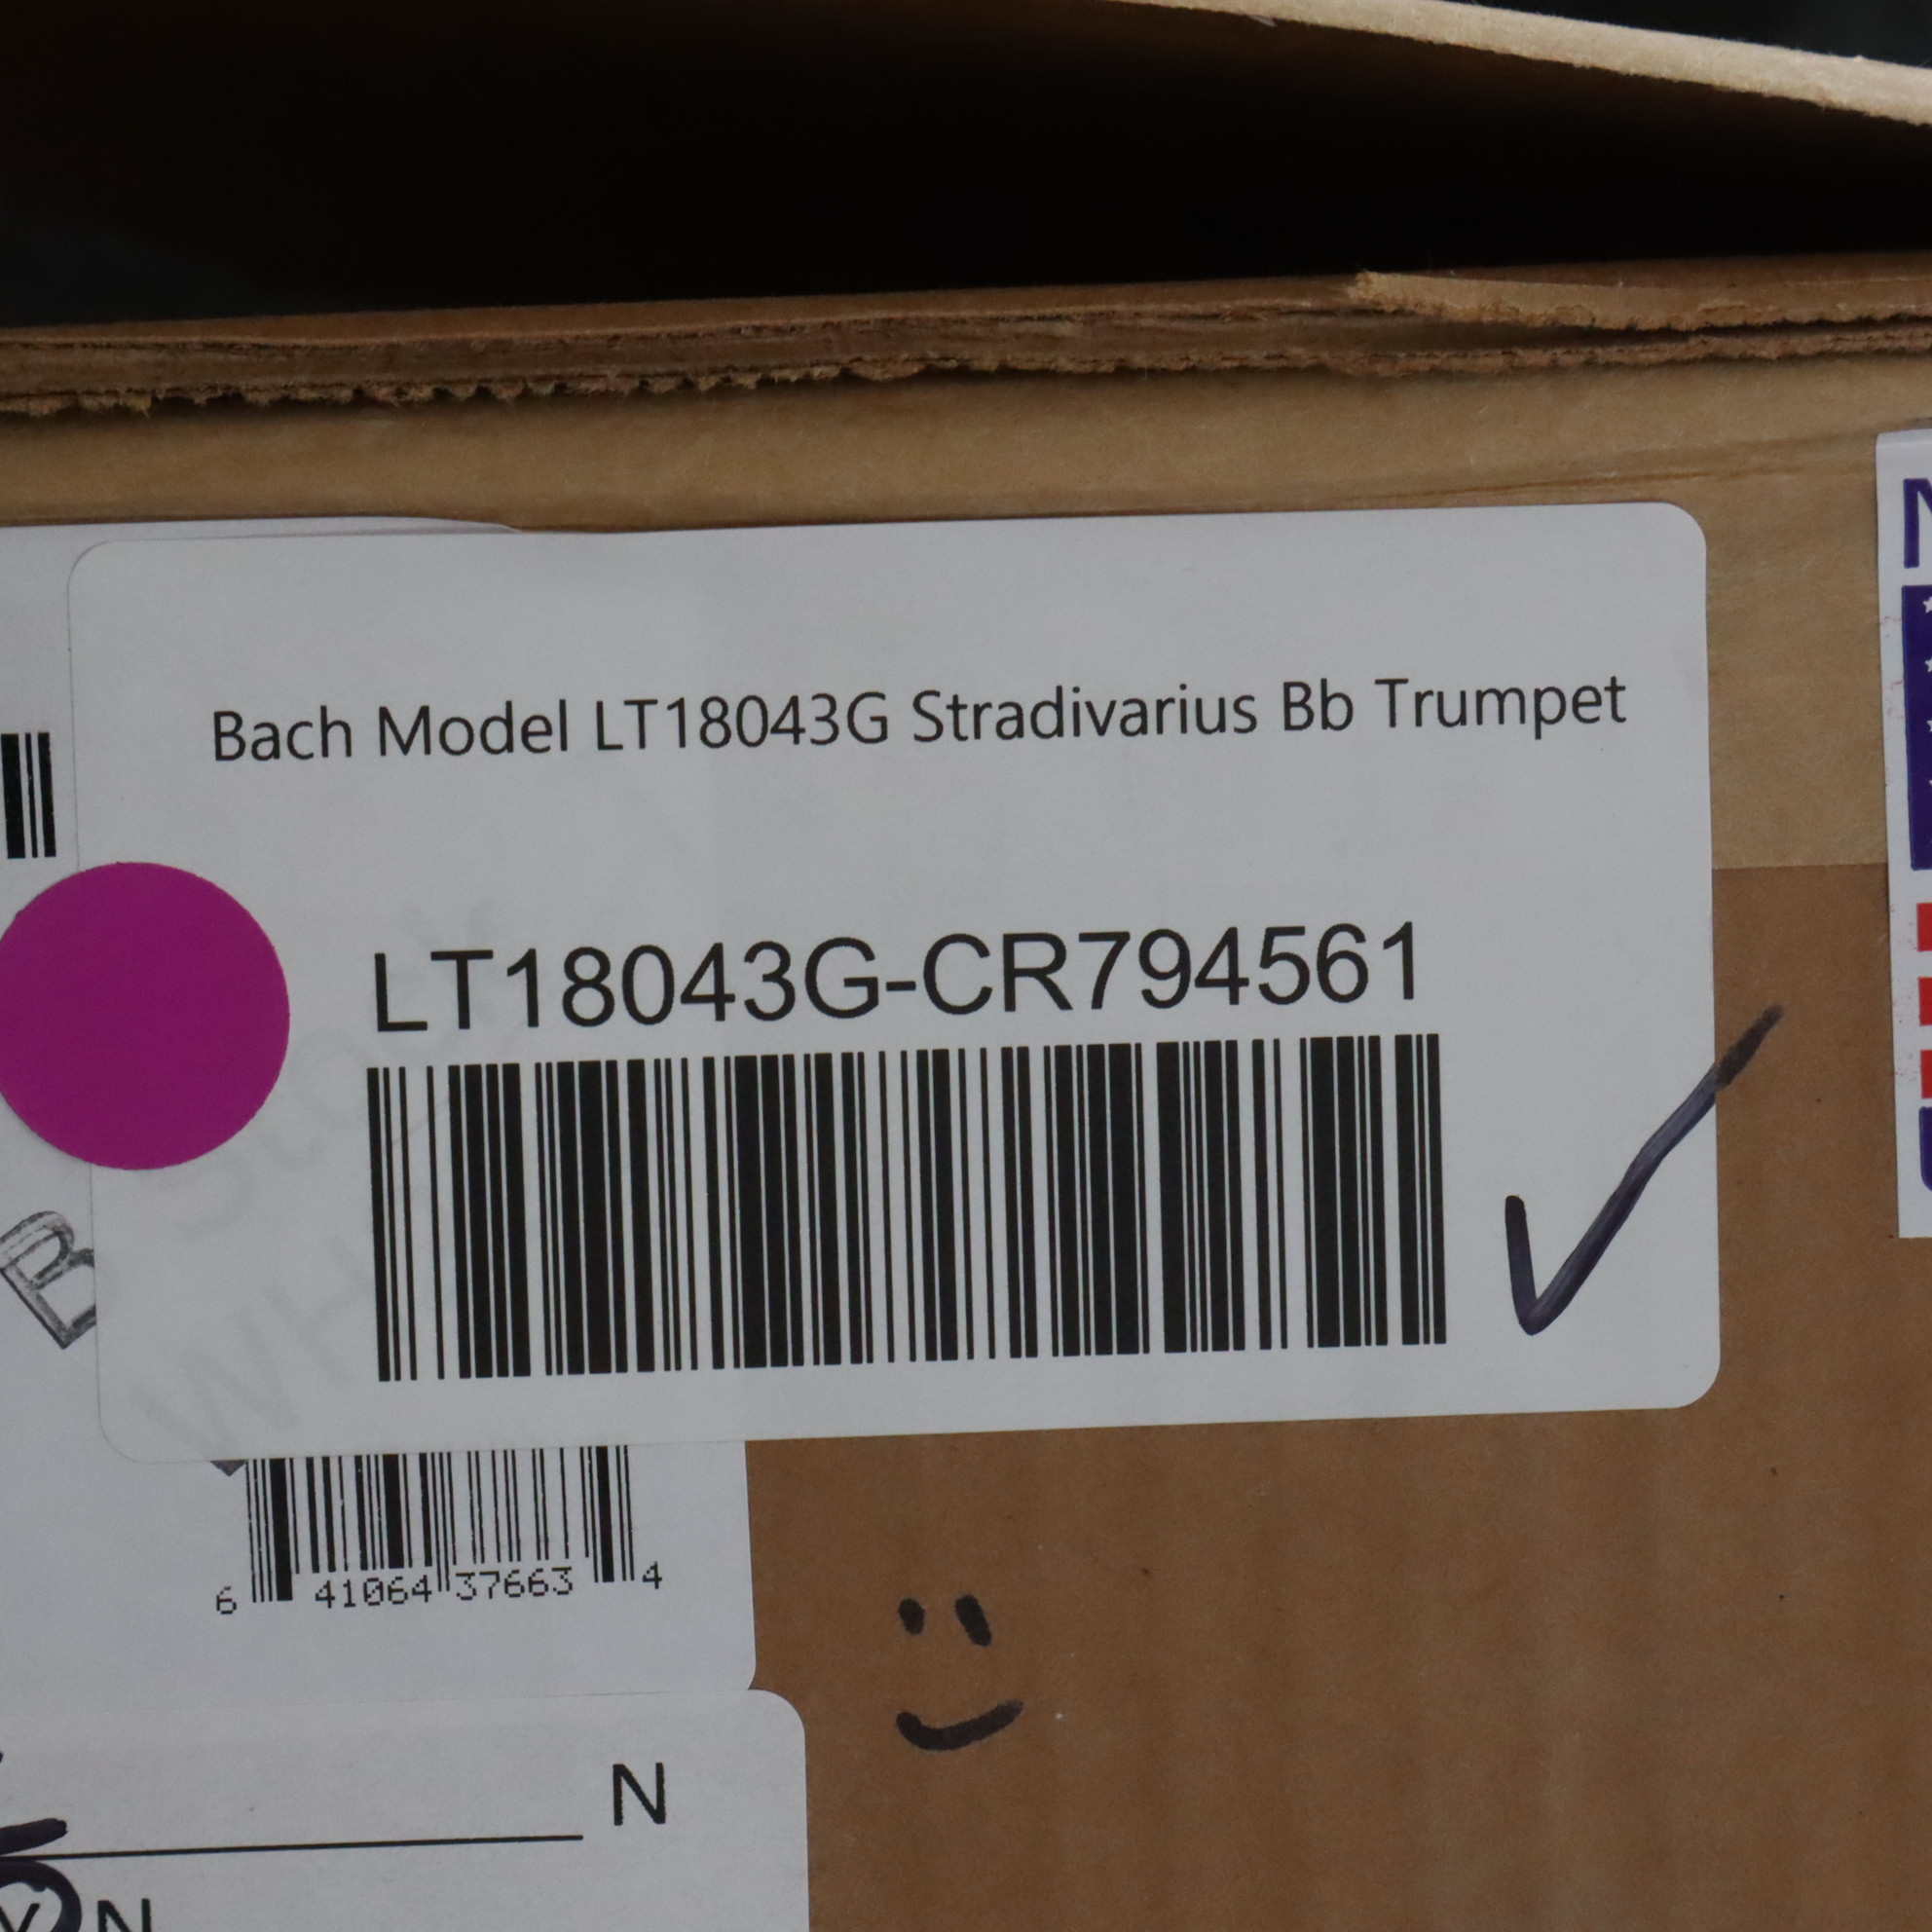 Bach Model LT18043G Stradivarius Bb Trumpet
LT18043G-CR794561
B
6 41064 37663 4
N
Y N